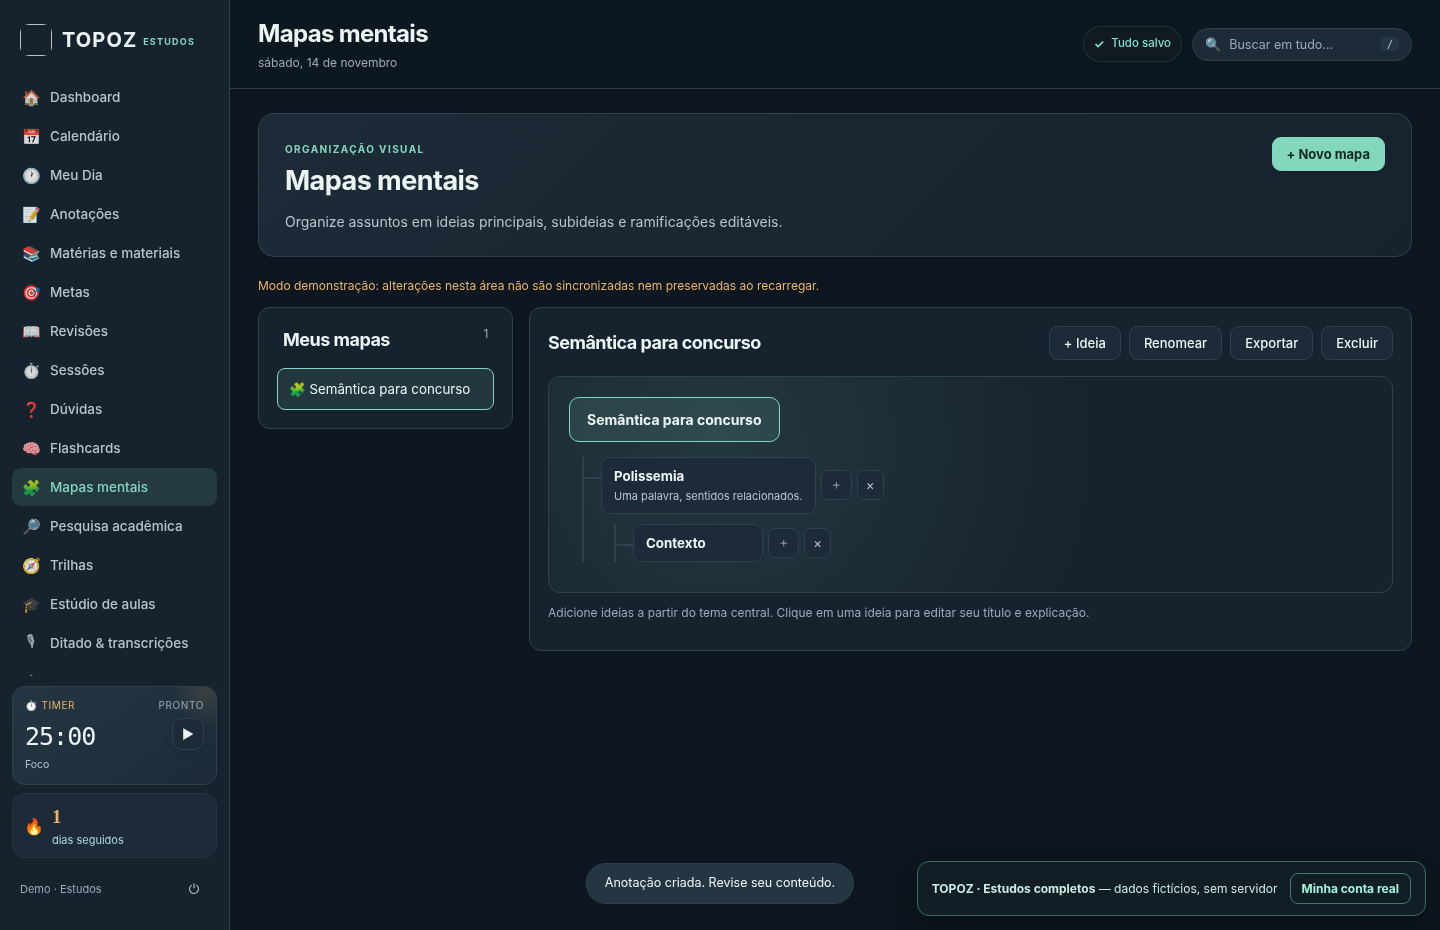 TOPOZ ESTUDOS
Dashboard
Calendário
Meu Dia
Anotações
Matérias e materiais
Metas
Revisões
Sessões
Dúvidas
Flashcards
Mapas mentais
Pesquisa acadêmica
Trilhas
Estúdio de aulas
Ditado & transcrições
TIMER
PRONTO
25:00
Foco
1
dias seguidos
Demo · Estudos
Mapas mentais
sábado, 14 de novembro
✓ Tudo salvo
Buscar em tudo... /
ORGANIZAÇÃO VISUAL
Mapas mentais
Organize assuntos em ideias principais, subideias e ramificações editáveis.
+ Novo mapa
Modo demonstração: alterações nesta área não são sincronizadas nem preservadas ao recarregar.
Meus mapas 1
Semântica para concurso
Semântica para concurso
+ Ideia
Renomear
Exportar
Excluir
Semântica para concurso
Polissemia
Uma palavra, sentidos relacionados.
+ ×
Contexto
+ ×
Adicione ideias a partir do tema central. Clique em uma ideia para editar seu título e explicação.
Anotação criada. Revise seu conteúdo.
TOPOZ · Estudos completos — dados fictícios, sem servidor
Minha conta real